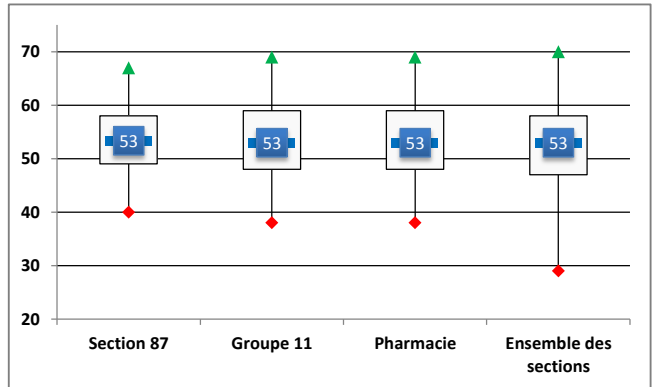 70
60
50
40
30
20
53
53
53
53
Section 87
Groupe 11
Pharmacie
Ensemble des
sections